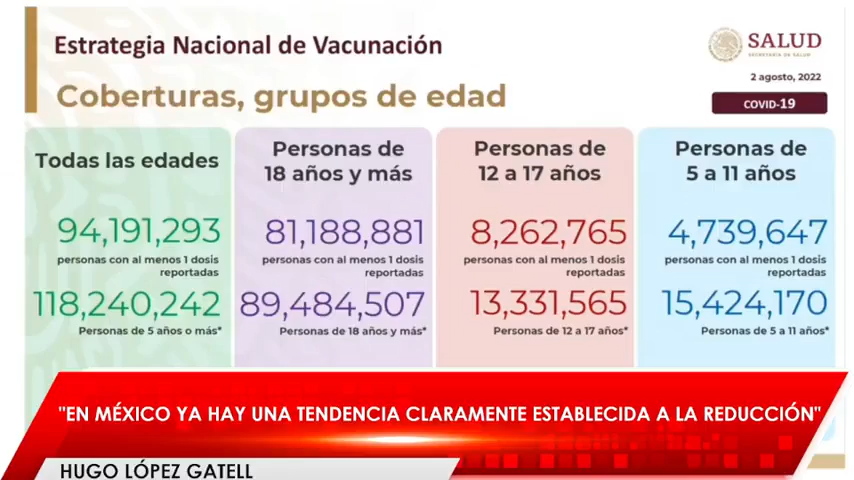 Estrategia Nacional de Vacunación
SALUD
SECRETARÍA DE SALUD
2 agosto, 2022
Coberturas, grupos de edad
COVID-19
Todas las edades
94,191,293
personas con al menos 1 dosis
reportadas
118,240,242
Personas de 5 años o más*
Personas de
18 años y más
81,188,881
personas con al menos 1 dosis
reportadas
89,484,507
Personas de 18 años y más*
Personas de
12 a 17 años
8,262,765
personas con al menos 1 dosis
reportadas
13,331,565
Personas de 12 a 17 años*
Personas de
5 a 11 años
4,739,647
personas con al menos 1 dosis
reportadas
15,424,170
Personas de 5 a 11 años*
"EN MÉXICO YA HAY UNA TENDENCIA CLARAMENTE ESTABLECIDA A LA REDUCCIÓN"
HUGO LÓPEZ GATELL